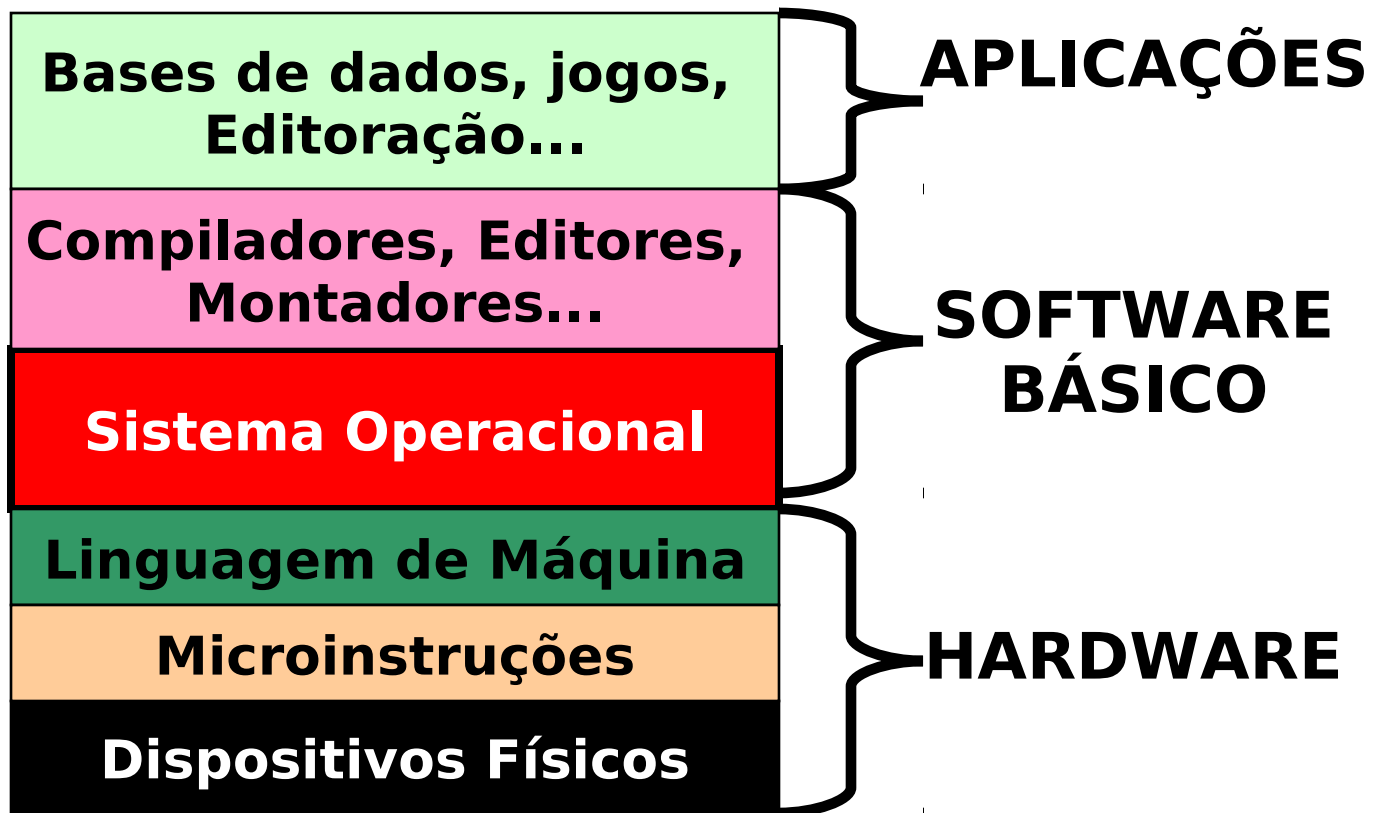 Bases de dados, jogos,
Editoração...
APLICAÇÕES
Compiladores, Editores,
Montadores...
Sistema Operacional
SOFTWARE
BÁSICO
Linguagem de Máquina
Microinstruções
Dispositivos Físicos
HARDWARE